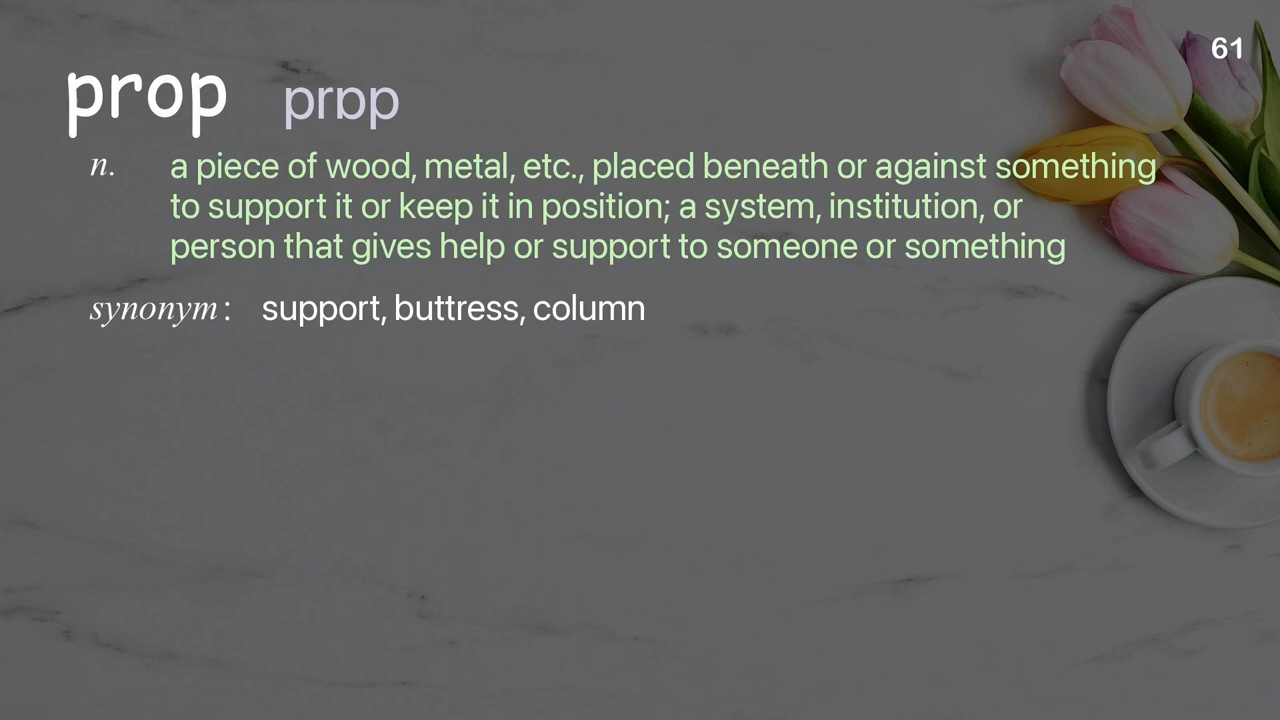 61
prop prɒp
n. a piece of wood, metal, etc., placed beneath or against something
to support it or keep it in position; a system, institution, or
person that gives help or support to someone or something
synonym: support, buttress, column